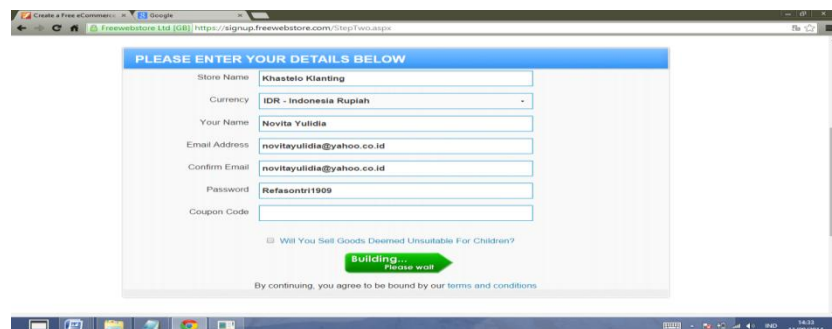 Create a Free eCommerce
Google
Freewebstore Ltd [GB] https://signup.freewebstore.com/StepTwo.aspx
PLEASE ENTER YOUR DETAILS BELOW
Store Name Khastelo Klanting
Currency IDR - Indonesia Rupiah
Your Name Novita Yulidia
Email Address novitayulidia@yahoo.co.id
Confirm Email novitayulidia@yahoo.co.id
Password Refasontri1909
Coupon Code
Will You Sell Goods Deemed Unsuitable For Children?
Building...
Please wait
By continuing, you agree to be bound by our terms and conditions
IND 14:33